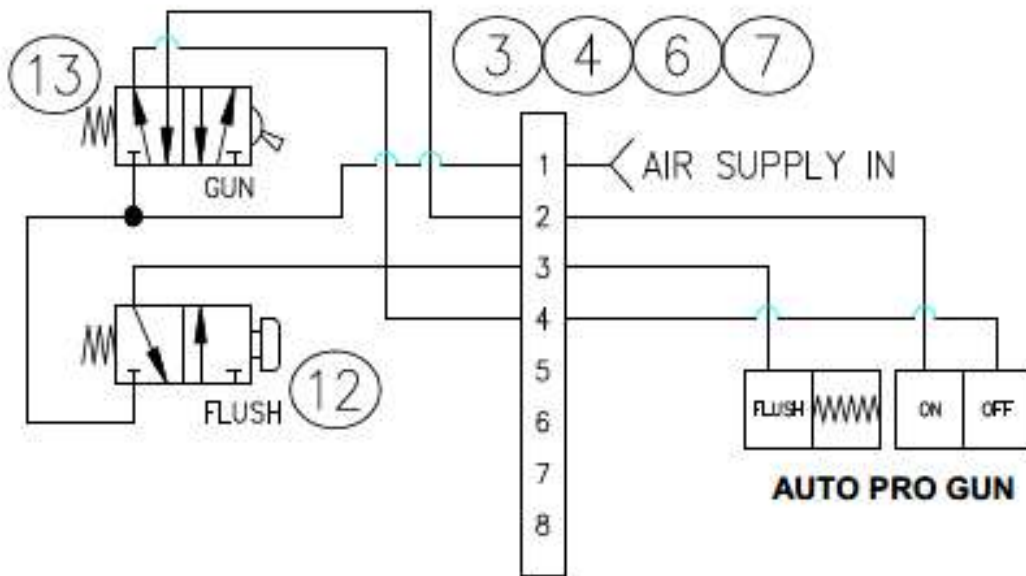 13
3 4 6 7
GUN
1 AIR SUPPLY IN
2
3
4
5
6
7
8
FLUSH
12
FLUSH ON OFF
AUTO PRO GUN